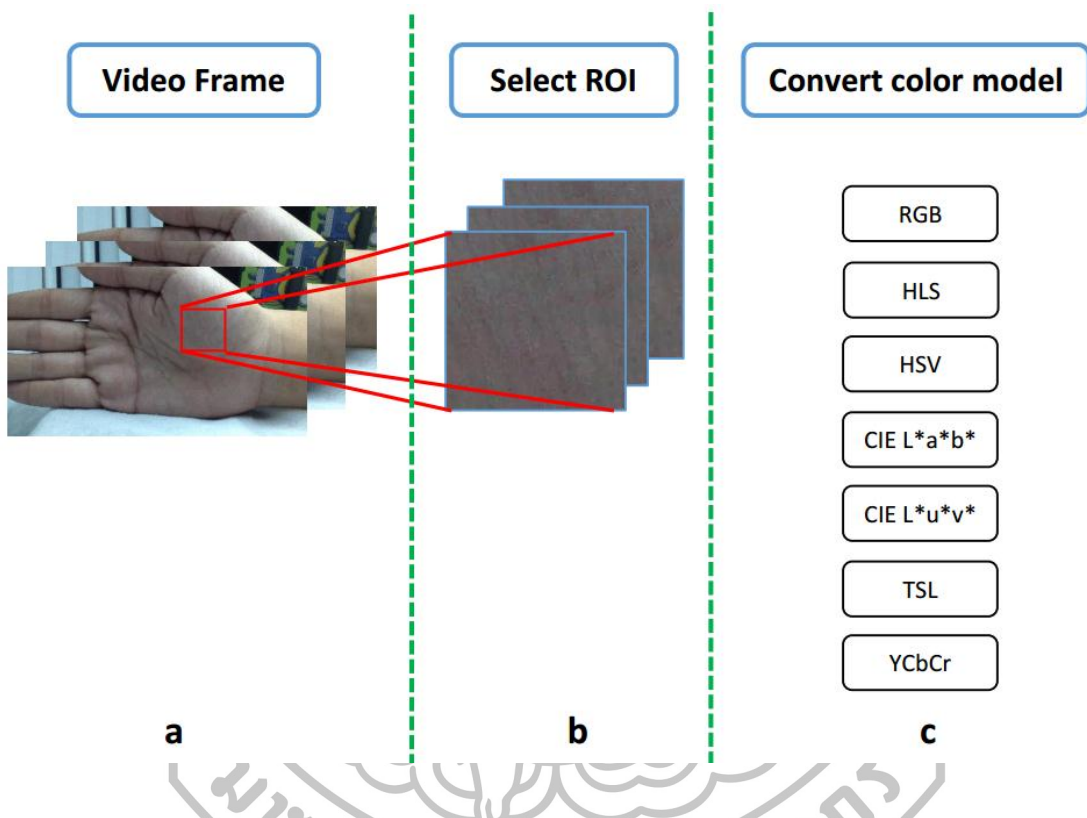 Video Frame
Select ROI
Convert color model
RGB
HLS
HSV
CIE L*a*b*
CIE L*u*v*
TSL
YCbCr
a
b
c